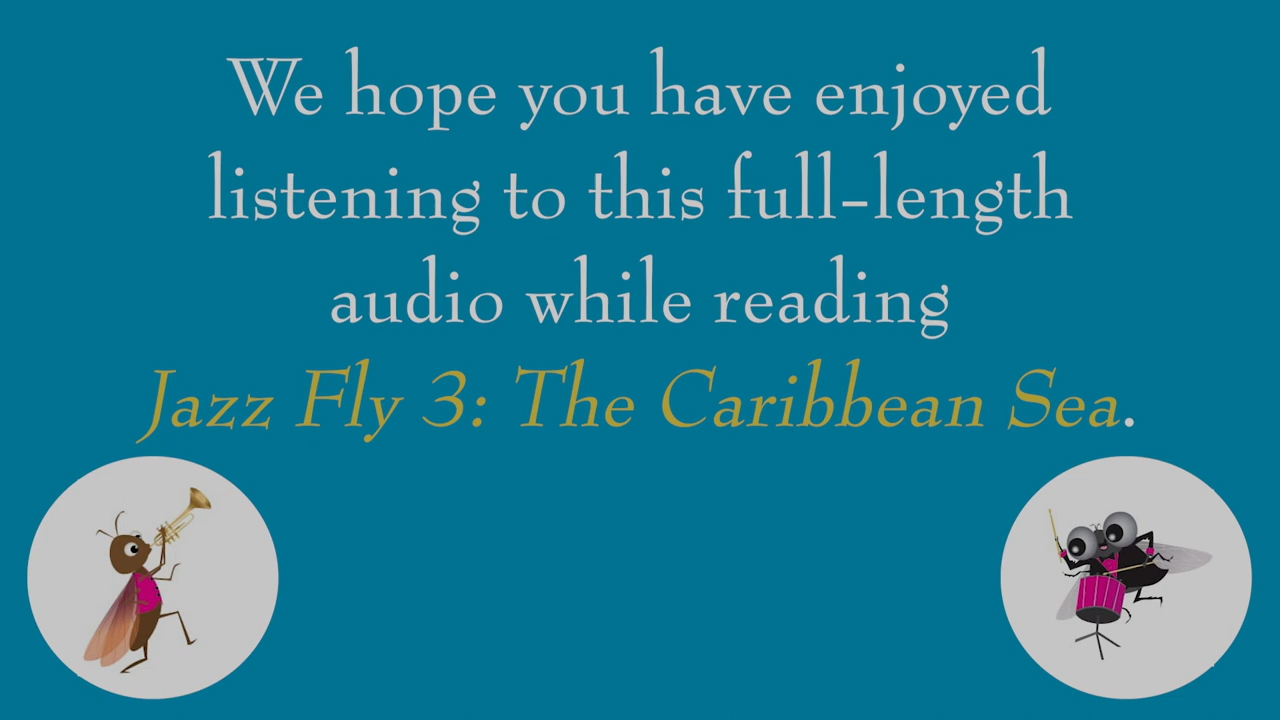 We hope you have enjoyed
listening to this full-length
audio while reading
Jazz Fly 3: The Caribbean Sea.